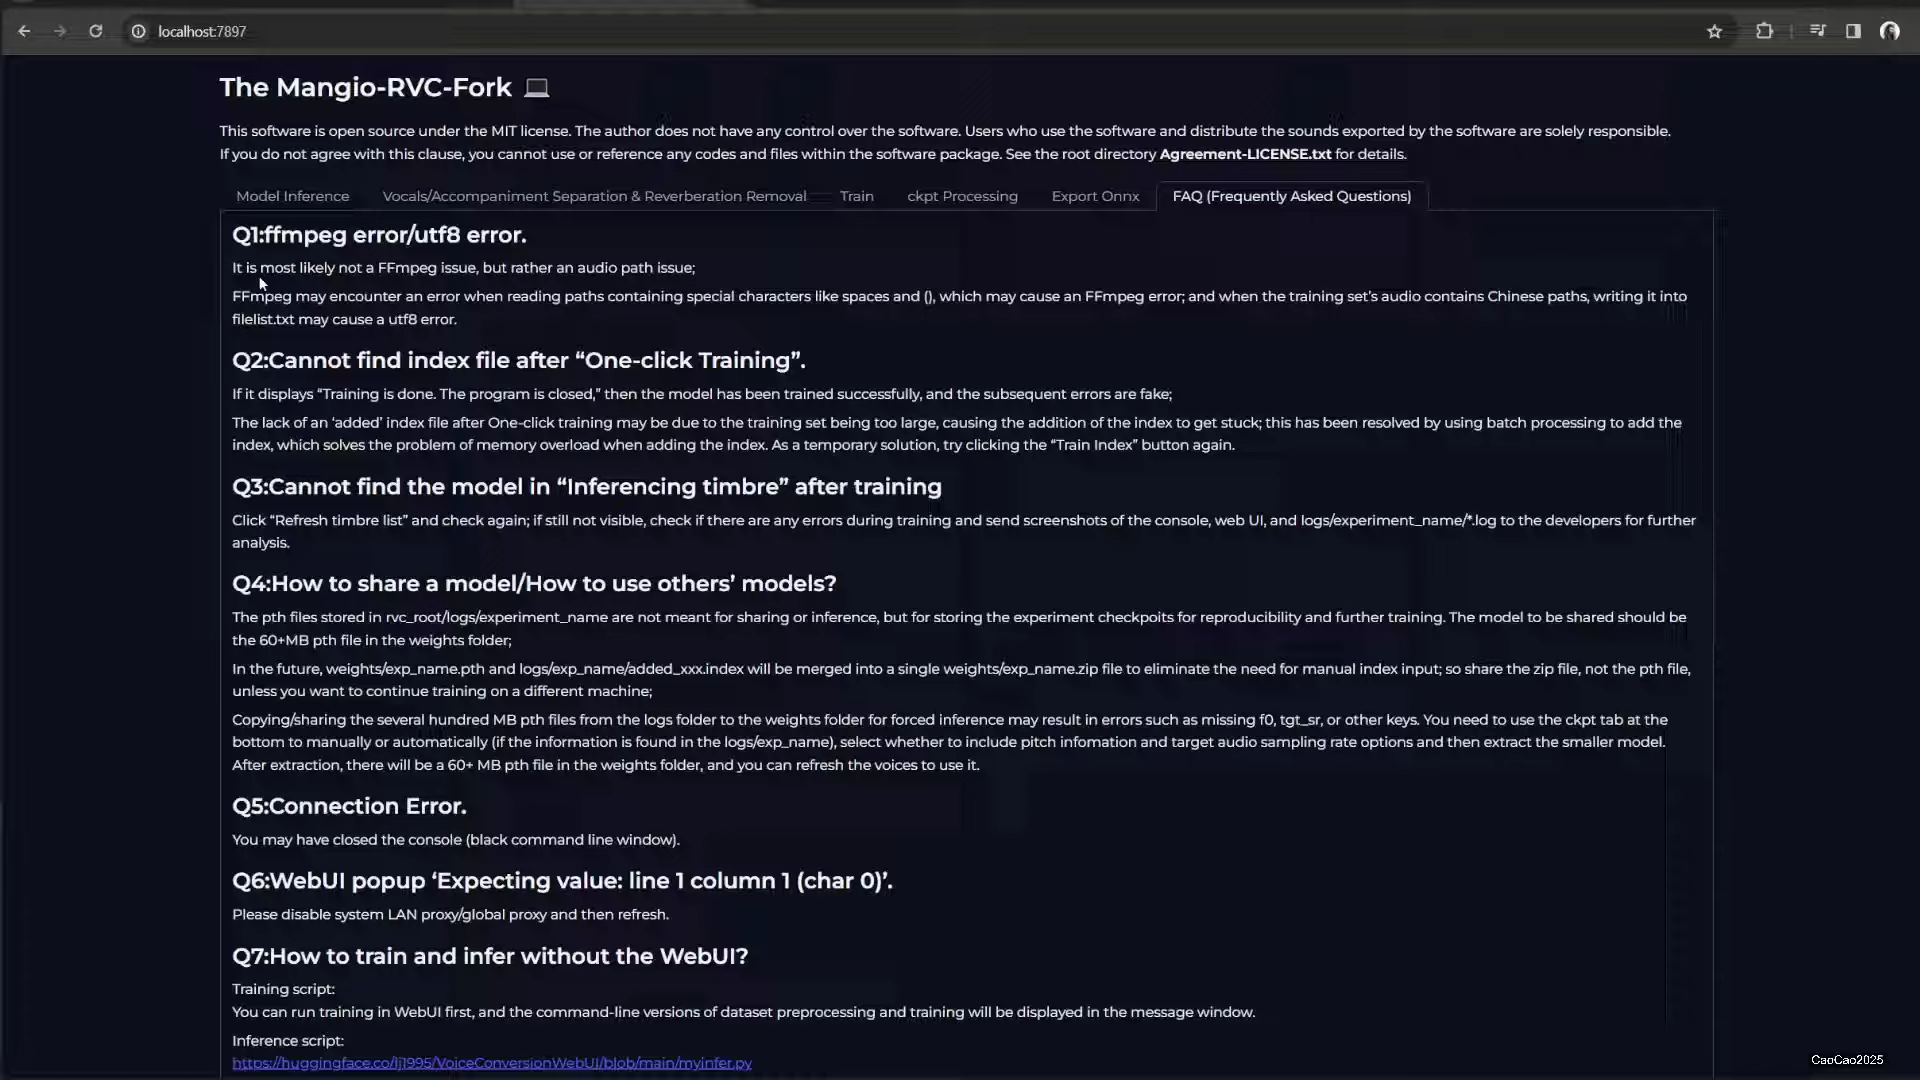 localhost:7897
The Mangio-RVC-Fork 💻
This software is open source under the MIT license. The author does not have any control over the software. Users who use the software and distribute the sounds exported by the software are solely responsible.
If you do not agree with this clause, you cannot use or reference any codes and files within the software package. See the root directory Agreement-LICENSE.txt for details.
Model Inference Vocals/Accompaniment Separation & Reverberation Removal Train ckpt Processing Export Onnx FAQ (Frequently Asked Questions)
Q1:ffmpeg error/utf8 error.
It is most likely not a FFmpeg issue, but rather an audio path issue;
FFmpeg may encounter an error when reading paths containing special characters like spaces and (), which may cause an FFmpeg error; and when the training set's audio contains Chinese paths, writing it into
filelist.txt may cause a utf8 error.
Q2:Cannot find index file after “One-click Training”.
If it displays “Training is done. The program is closed,” then the model has been trained successfully, and the subsequent errors are fake;
The lack of an ‘added’ index file after One-click training may be due to the training set being too large, causing the addition of the index to get stuck; this has been resolved by using batch processing to add the
index, which solves the problem of memory overload when adding the index. As a temporary solution, try clicking the “Train Index” button again.
Q3:Cannot find the model in “Inferencing timbre” after training
Click “Refresh timbre list” and check again; if still not visible, check if there are any errors during training and send screenshots of the console, web UI, and logs/experiment_name/*.log to the developers for further
analysis.
Q4:How to share a model/How to use others’ models?
The pth files stored in rvc_root/logs/experiment_name are not meant for sharing or inference, but for storing the experiment checkpoits for reproducibility and further training. The model to be shared should be
the 60+MB pth file in the weights folder;
In the future, weights/exp_name.pth and logs/exp_name/added_xxx.index will be merged into a single weights/exp_name.zip file to eliminate the need for manual index input; so share the zip file, not the pth file,
unless you want to continue training on a different machine;
Copying/sharing the several hundred MB pth files from the logs folder to the weights folder for forced inference may result in errors such as missing f0, tgt_sr, or other keys. You need to use the ckpt tab at the
bottom to manually or automatically (if the information is found in the logs/exp_name), select whether to include pitch infomation and target audio sampling rate options and then extract the smaller model.
After extraction, there will be a 60+ MB pth file in the weights folder, and you can refresh the voices to use it.
Q5:Connection Error.
You may have closed the console (black command line window).
Q6:WebUI popup ‘Expecting value: line 1 column 1 (char 0)’.
Please disable system LAN proxy/global proxy and then refresh.
Q7:How to train and infer without the WebUI?
Training script:
You can run training in WebUI first, and the command-line versions of dataset preprocessing and training will be displayed in the message window.
Inference script:
https://huggingface.co/lj1995/VoiceConversionWebUI/blob/main/myinfer.py
CaoCao2025